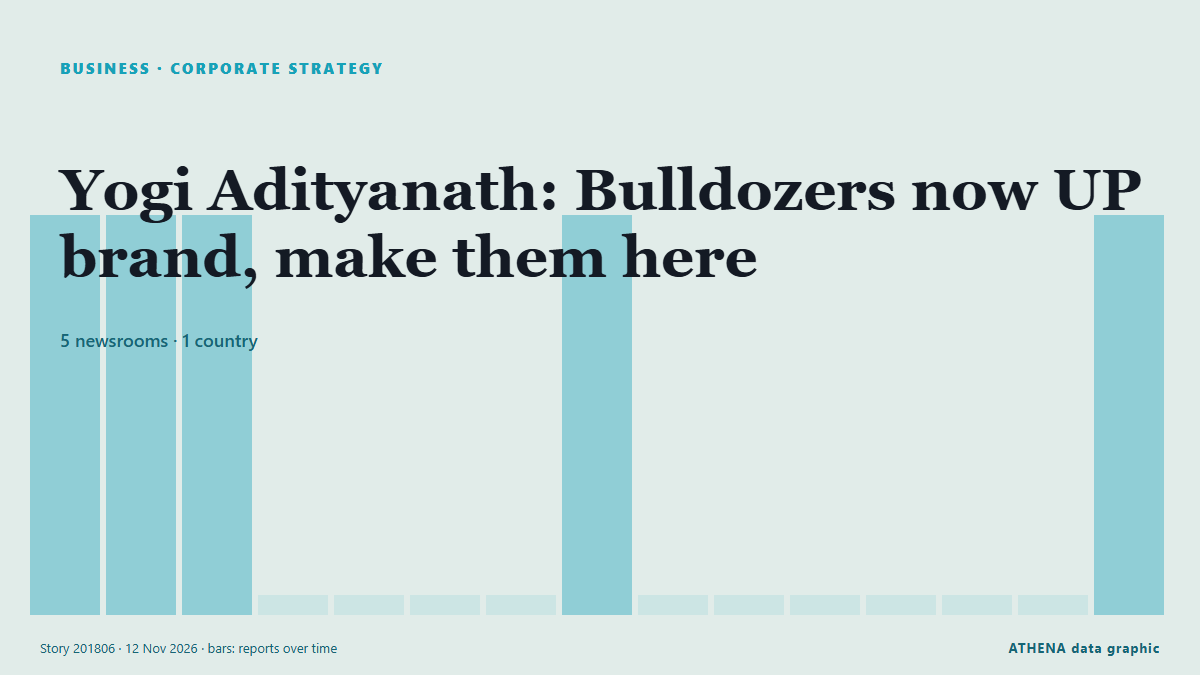 BUSINESS · CORPORATE STRATEGY
Yogi Adityanath: Bulldozers now UP
brand, make them here
5 newsrooms · 1 country
Story 201806 · 12 Nov 2026 · bars: reports over time
ATHENA data graphic